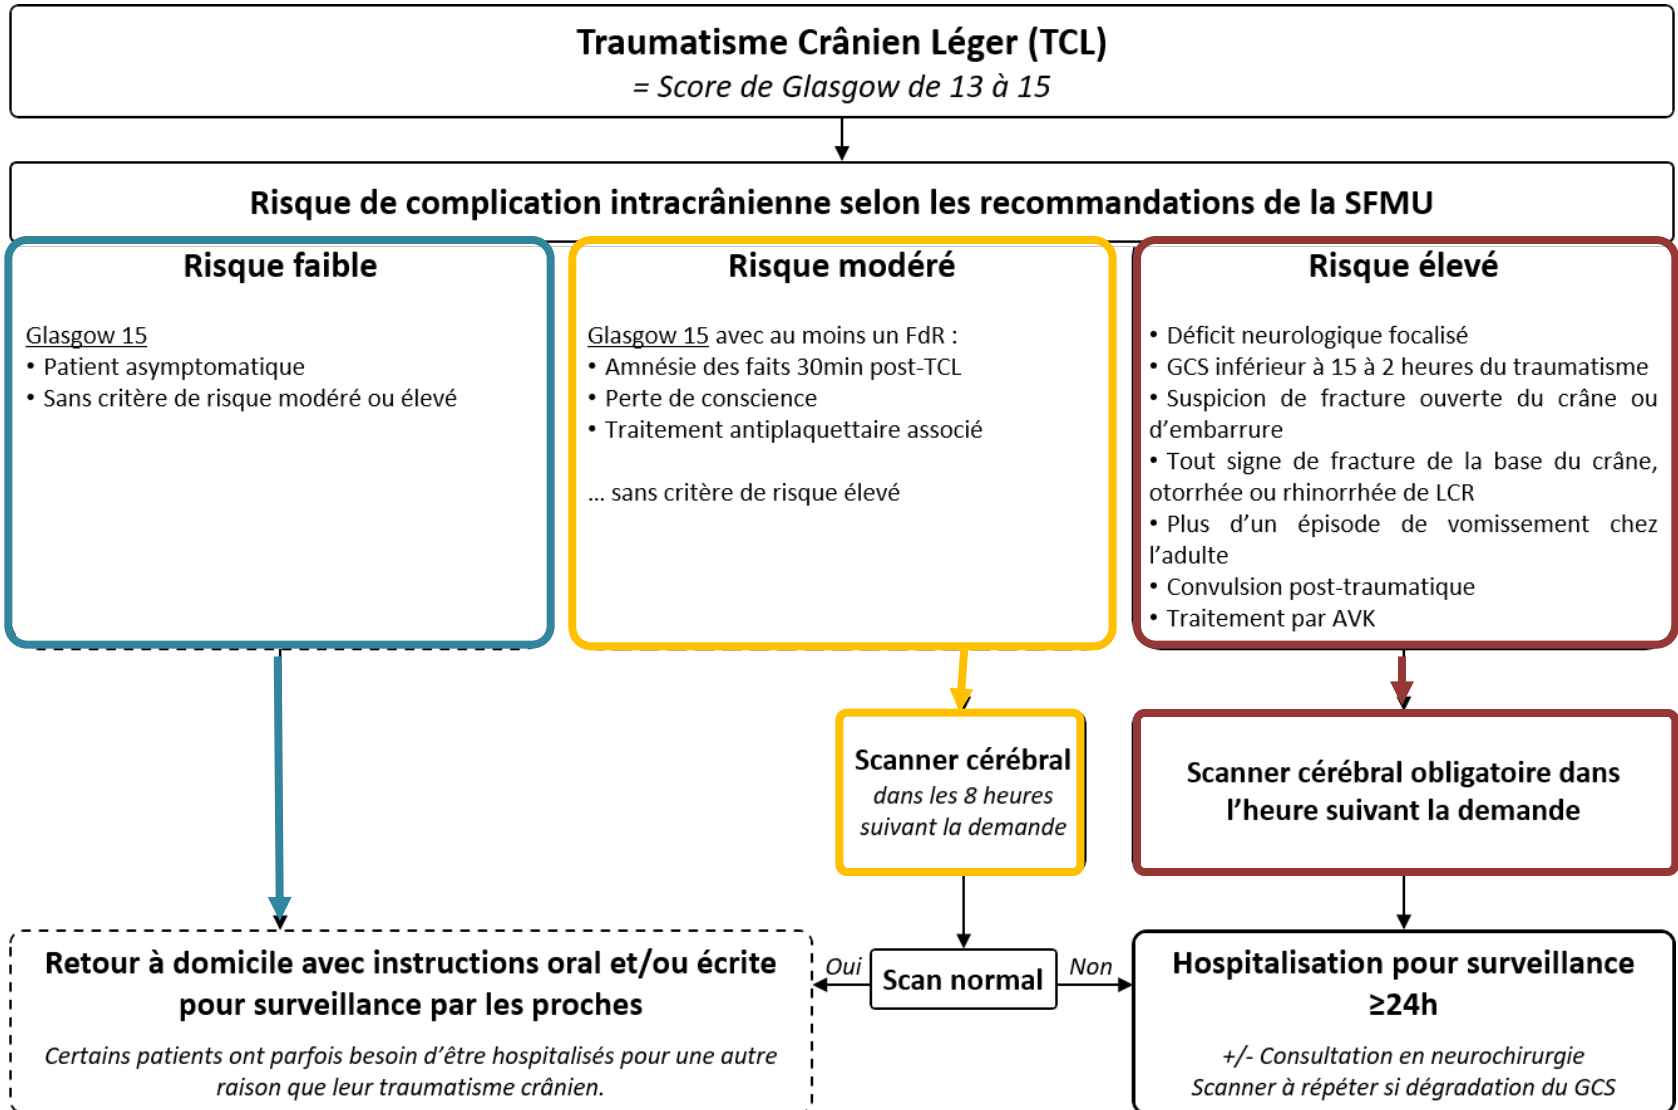 Traumatisme Crânien Léger (TCL)
= Score de Glasgow de 13 à 15
Risque de complication intracrânienne selon les recommandations de la SFMU
Risque faible
Glasgow 15
• Patient asymptomatique
• Sans critère de risque modéré ou élevé
Risque modéré
Glasgow 15 avec au moins un FdR :
• Amnésie des faits 30min post-TCL
• Perte de conscience
• Traitement antiplaquettaire associé
... sans critère de risque élevé
Risque élevé
• Déficit neurologique focalisé
• GCS inférieur à 15 à 2 heures du traumatisme
• Suspicion de fracture ouverte du crâne ou
d'embarrure
• Tout signe de fracture de la base du crâne,
otorrhée ou rhinorrhée de LCR
• Plus d'un épisode de vomissement chez
l'adulte
• Convulsion post-traumatique
• Traitement par AVK
Scanner cérébral
dans les 8 heures
suivant la demande
Scanner cérébral obligatoire dans
l'heure suivant la demande
Retour à domicile avec instructions oral et/ou écrite
pour surveillance par les proches
Certains patients ont parfois besoin d'être hospitalisés pour une autre
raison que leur traumatisme crânien.
Oui
Scan normal
Non
Hospitalisation pour surveillance
≥24h
+/- Consultation en neurochirurgie
Scanner à répéter si dégradation du GCS